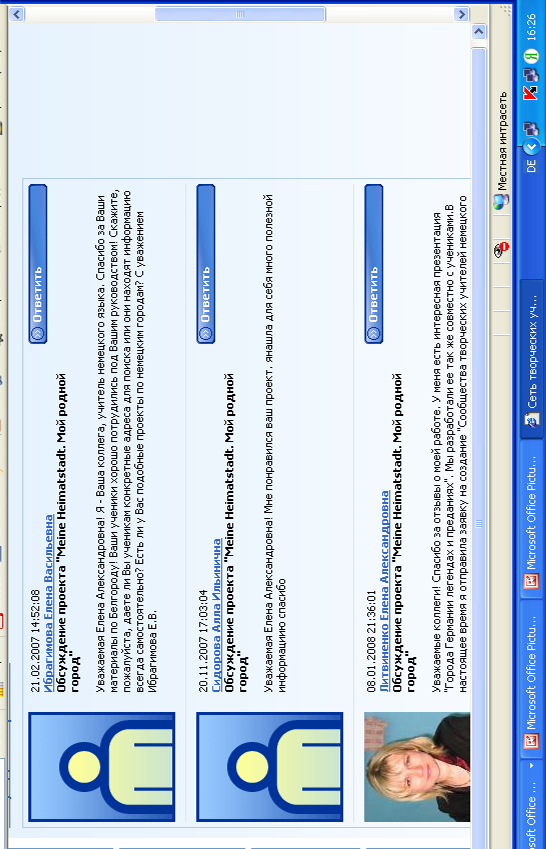 21.02.2007 14:52:08
Ибрагимова Елена Васильевна
Обсуждение проекта "Meine Heimatstadt. Мой родной
город"
Ответить
Уважаемая Елена Александровна! Я - Ваша коллега, учитель немецкого языка. Спасибо за Ваши
материалы по Белгороду! Ваши ученики хорошо потрудились под Вашим руководством! Скажите,
пожалуйста, даете ли Вы ученикам конкретные адреса для поиска или они находят информацию
всегда самостоятельно? Есть ли у Вас подобные проекты по немецким городам? С уважением
Ибрагимова Е.В.
20.11.2007 17:03:04
Сидорова Алла Ильинична
Обсуждение проекта "Meine Heimatstadt. Мой родной
город"
Ответить
Уважаемая Елена Александровна! Мне понравился ваш проект. янашла для себя много полезной
информациию спасибо
08.01.2008 21:36:01
Литвиненко Елена Александровна
Обсуждение проекта "Meine Heimatstadt. Мой родной
город"
Ответить
Уважаемые коллеги! Спасибо за отзывы о моей работе. У меня есть интересная презентация
"Города Германии легендах и преданиях". Мы разработали ее так же совместно с учениками.В
настоящее время я отправила заявку на создание "Сообщества творческих учителей немецкого
Местная интрасеть
soft Office ...
Microsoft Office Pictu...
Microsoft Office Pictu...
Сеть творческих уч...
DE
16:26